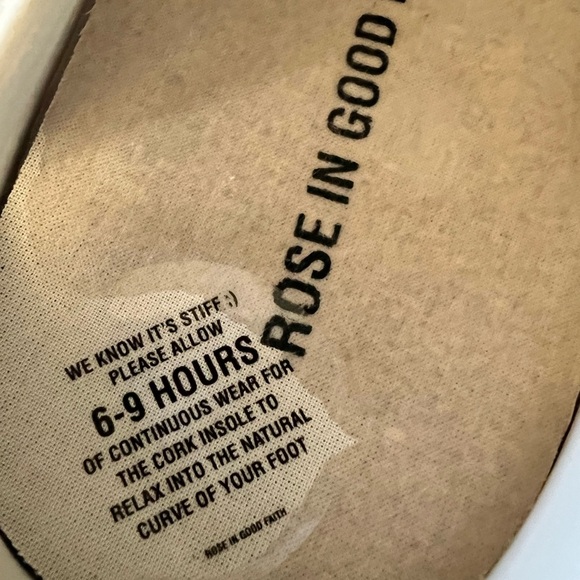 ROSE IN GOOD
WE KNOW IT'S STIFF :)
PLEASE ALLOW
6-9 HOURS
OF CONTINUOUS WEAR FOR
THE CORK INSOLE TO
RELAX INTO THE NATURAL
CURVE OF YOUR FOOT
ROSE IN GOOD FAITH